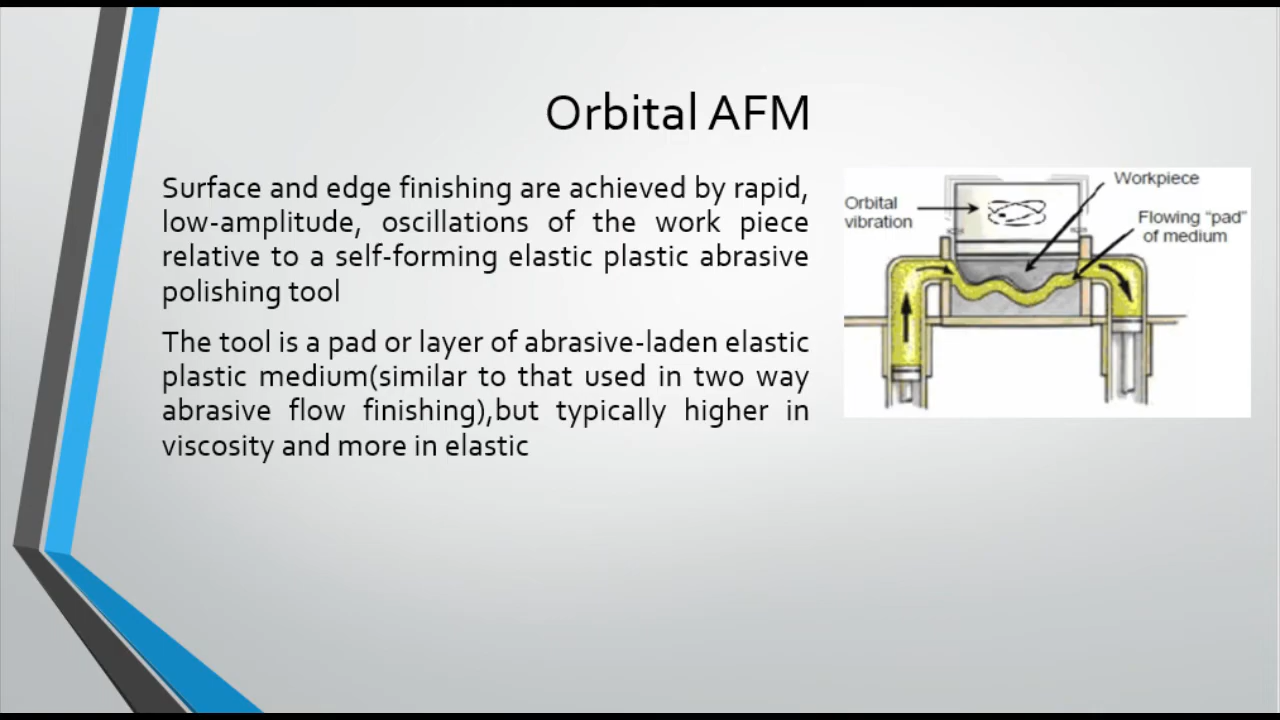 Orbital AFM
Surface and edge finishing are achieved by rapid,
low-amplitude, oscillations of the work piece
relative to a self-forming elastic plastic abrasive
polishing tool
The tool is a pad or layer of abrasive-laden elastic
plastic medium(similar to that used in two way
abrasive flow finishing),but typically higher in
viscosity and more in elastic
Workpiece
Orbital
vibration
Flowing "pad"
of medium